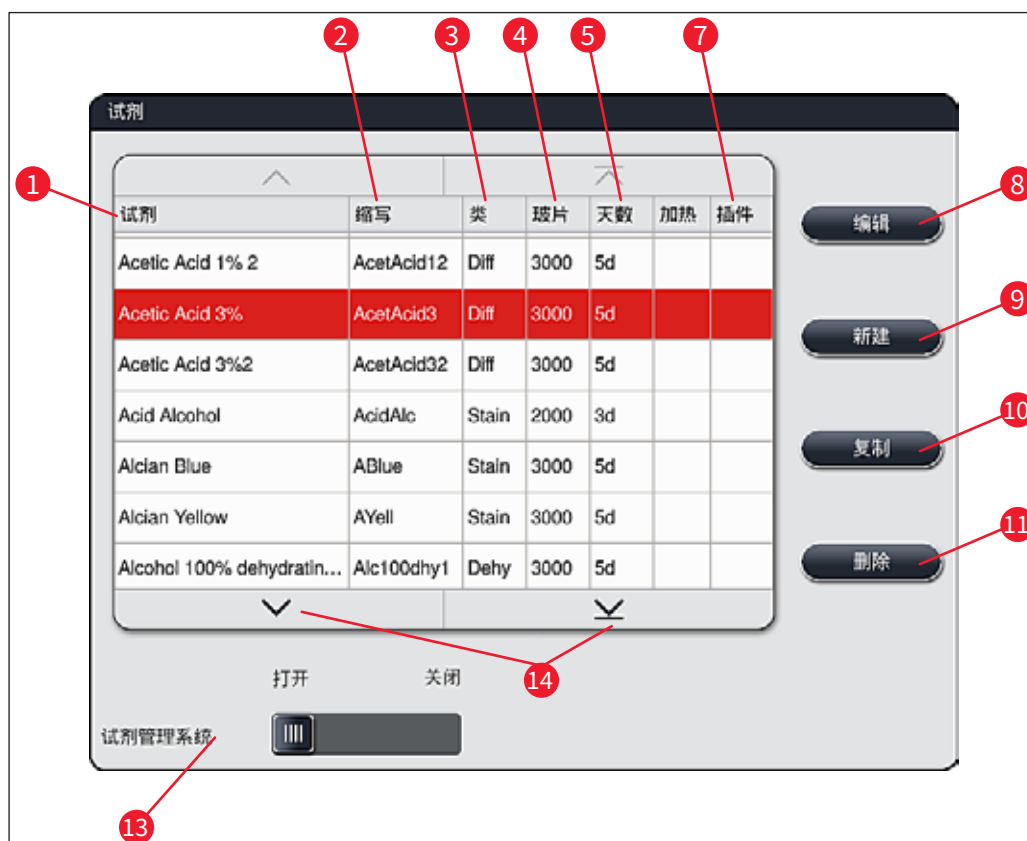 2 3 4 5 7
试剂
1
试剂 缩写 类 玻片 天数 加热 插件
8
编辑
Acetic Acid 1% 2 AcetAcid12 Diff 3000 5d
Acetic Acid 3% AcetAcid3 Diff 3000 5d
9
新建
Acetic Acid 3%2 AcetAcid32 Diff 3000 5d
Acid Alcohol AcidAlc Stain 2000 3d
10
复制
Alcian Blue ABlue Stain 3000 5d
Alcian Yellow AYell Stain 3000 5d
11
删除
Alcohol 100% dehydratin... Alc100dhy1 Dehy 3000 5d
打开 关闭
14
试剂管理系统
13